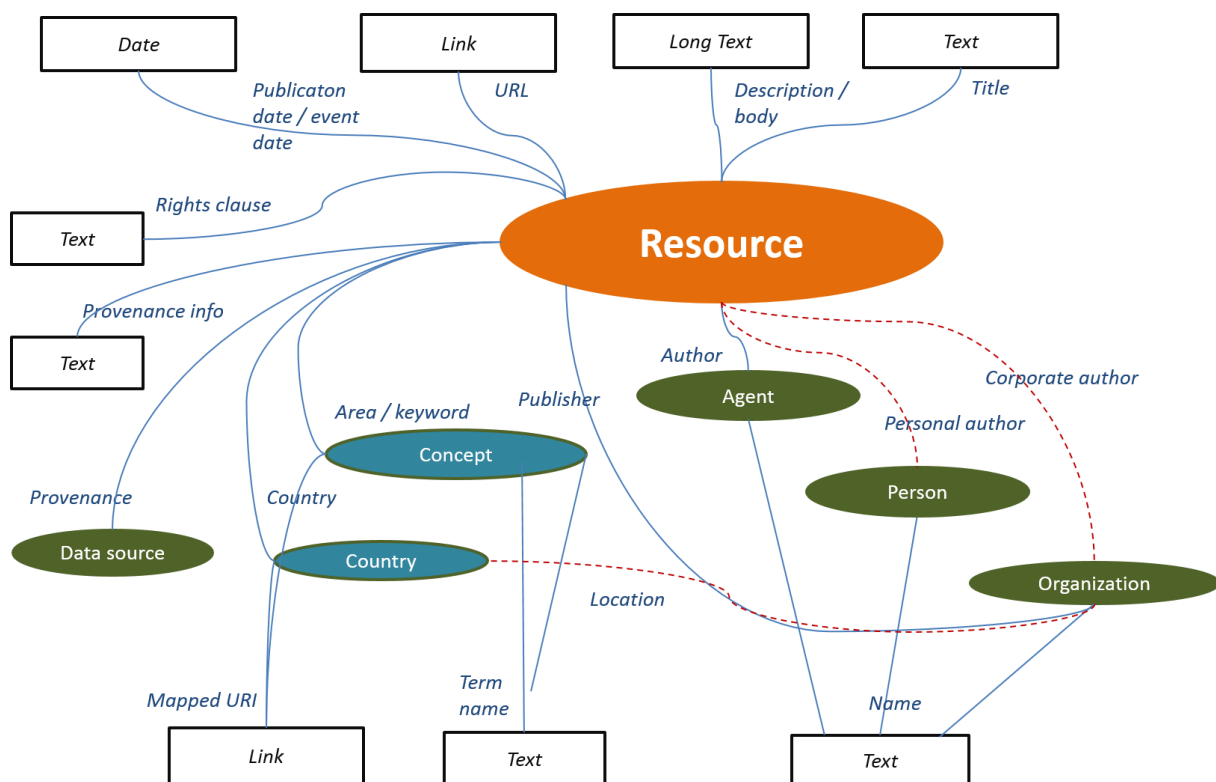 Date
Link
Long Text
Text
Publicaton
date / event
date
URL
Description /
body
Title
Rights clause
Text
Resource
Provenance info
Text
Author
Agent
Corporate author
Publisher
Area / keyword
Personal author
Concept
Person
Provenance
Country
Data source
Country
Location
Organization
Mapped URI
Term
name
Name
Link
Text
Text